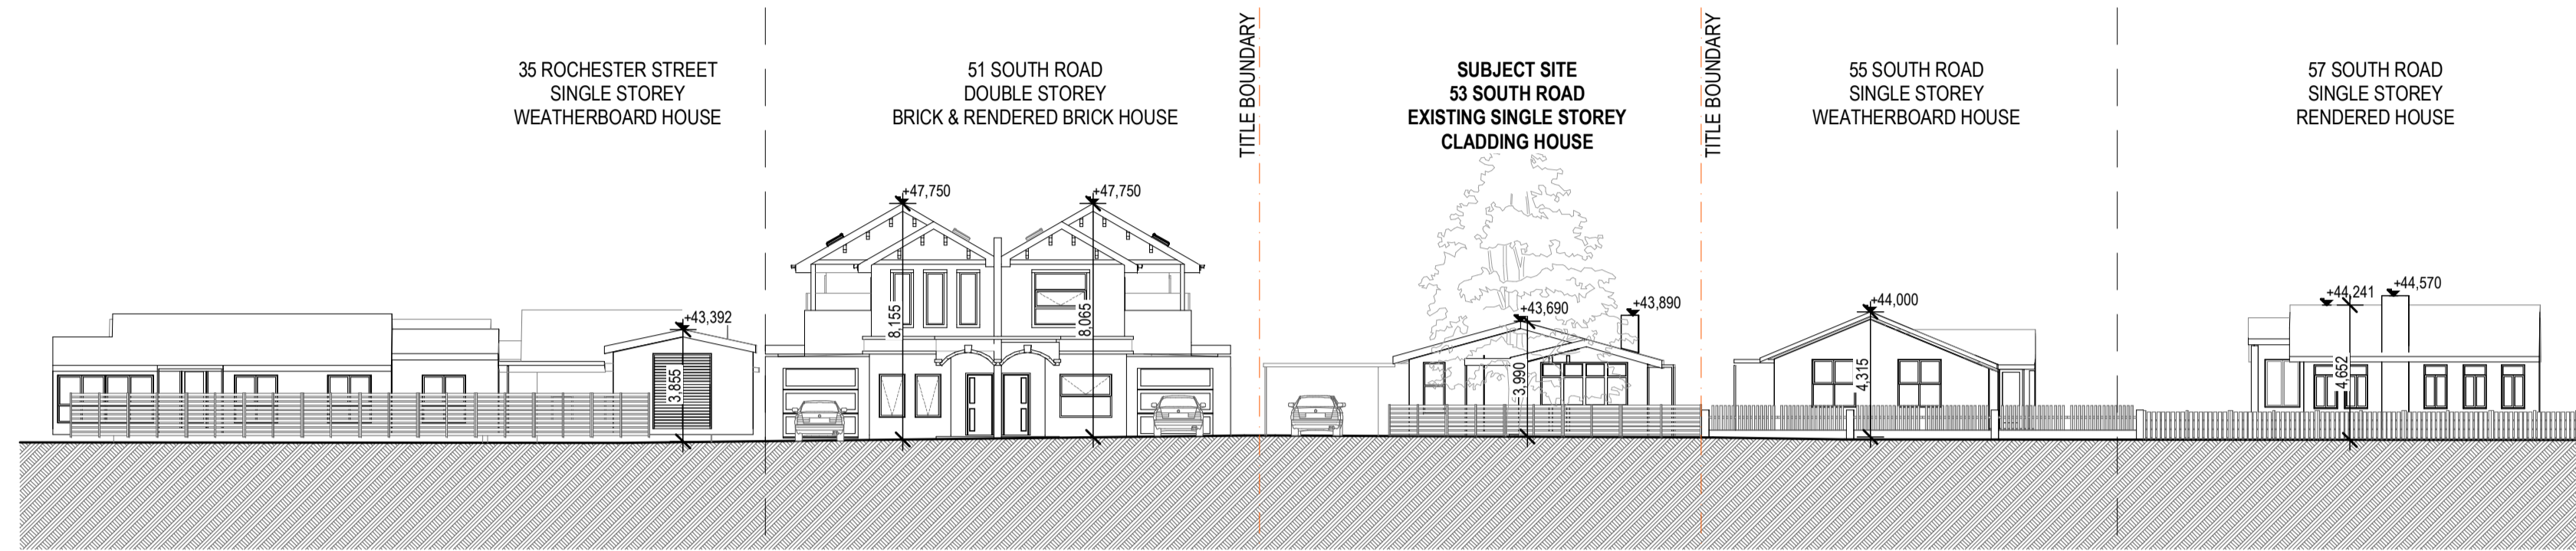 35 ROCHESTER STREET
SINGLE STOREY
WEATHERBOARD HOUSE
51 SOUTH ROAD
DOUBLE STOREY
BRICK & RENDERED BRICK HOUSE
TITLE BOUNDARY
SUBJECT SITE
53 SOUTH ROAD
EXISTING SINGLE STOREY
CLADDING HOUSE
TITLE BOUNDARY
55 SOUTH ROAD
SINGLE STOREY
WEATHERBOARD HOUSE
57 SOUTH ROAD
SINGLE STOREY
RENDERED HOUSE
+43,392
3,855
+47,750
8,155
+47,750
8,065
+43,690
3,990
+43,890
+44,000
4,315
+44,241
4,652
+44,570